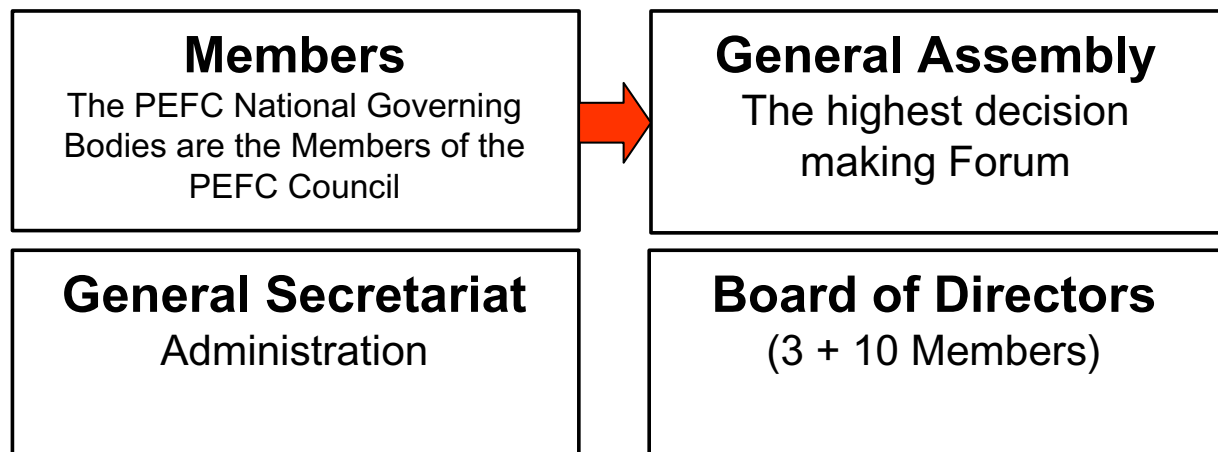 Members
The PEFC National Governing
Bodies are the Members of the
PEFC Council
General Assembly
The highest decision
making Forum
General Secretariat
Administration
Board of Directors
(3 + 10 Members)